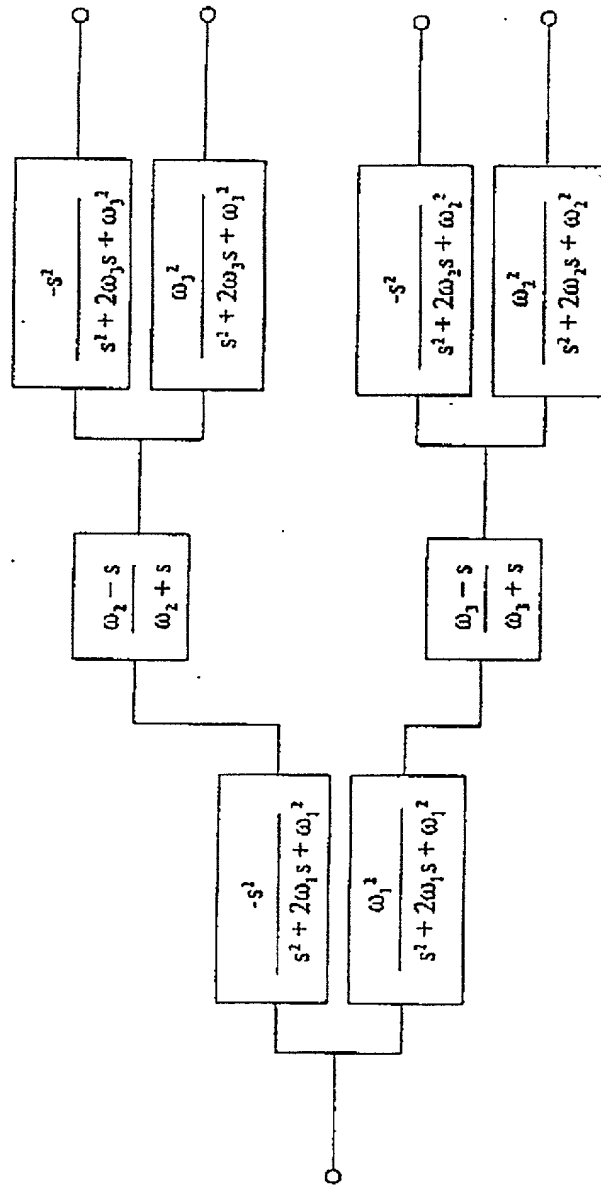 -s²
s² + 2ω₃s + ω₃²
ω₃²
s² + 2ω₃s + ω₃²
ω₂ – s
ω₂ + s
-s²
s² + 2ω₁s + ω₁²
ω₁²
s² + 2ω₁s + ω₁²
ω₃ – s
ω₃ + s
-s²
s² + 2ω₂s + ω₂²
ω₂²
s² + 2ω₂s + ω₂²